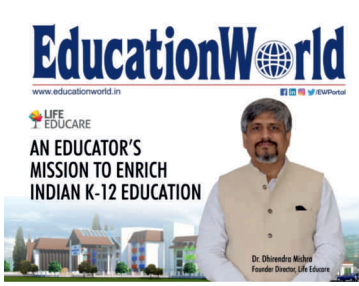 EducationWorld
www.educationworld.in
/EWPortal
LIFE
EDUCARE
AN EDUCATOR'S
MISSION TO ENRICH
INDIAN K-12 EDUCATION
Dr. Dhirendra Mishra
Founder Director, Life Educare